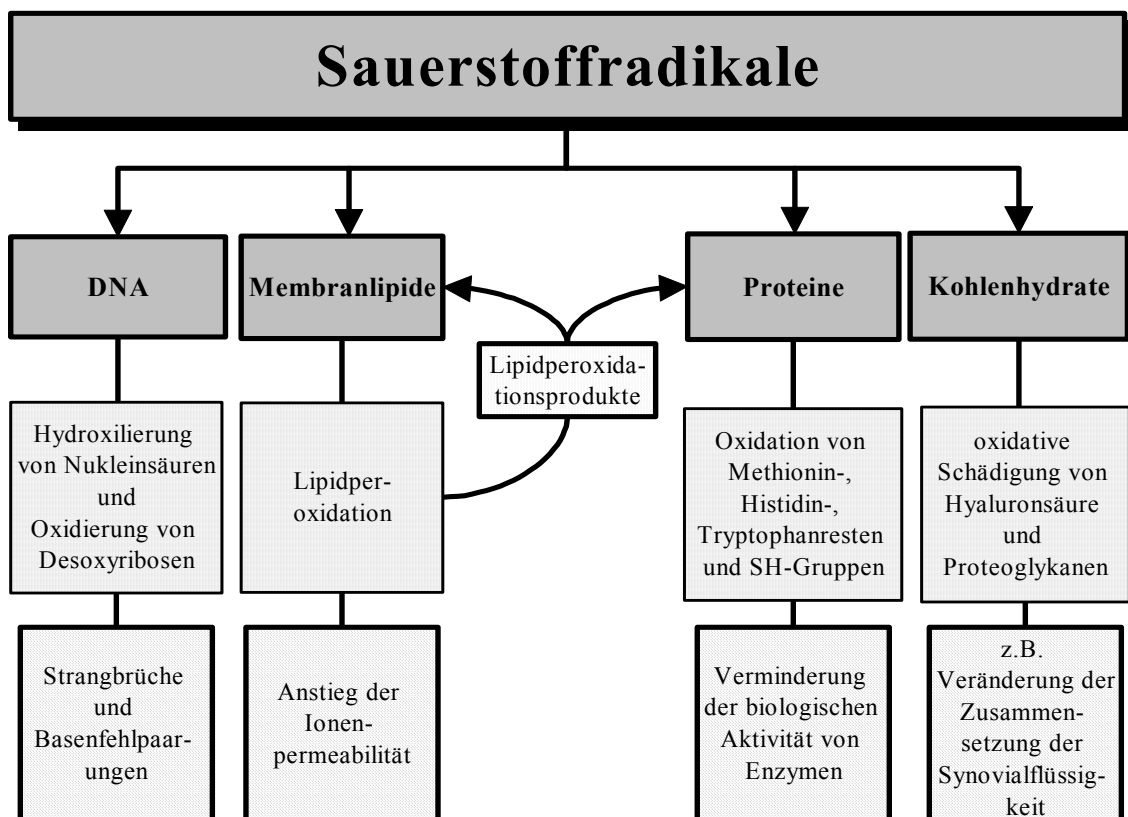 Sauerstoffradikale
DNA
Membranlipide
Proteine
Kohlenhydrate
Lipidperoxida-
tionsprodukte
Hydroxilierung
von Nukleinsäuren
und
Oxidierung von
Desoxyribosen
Lipidper-
oxidation
Oxidation von
Methionin-,
Histidin-,
Tryptophanresten
und SH-Gruppen
oxidative
Schädigung von
Hyaluronsäure
und
Proteoglykanen
Strangbrüche
und
Basenfehlpaar-
ungen
Anstieg der
Ionen-
permeabilität
Verminderung
der biologischen
Aktivität von
Enzymen
z.B.
Veränderung der
Zusammen-
setzung der
Synovialflüssig-
keit